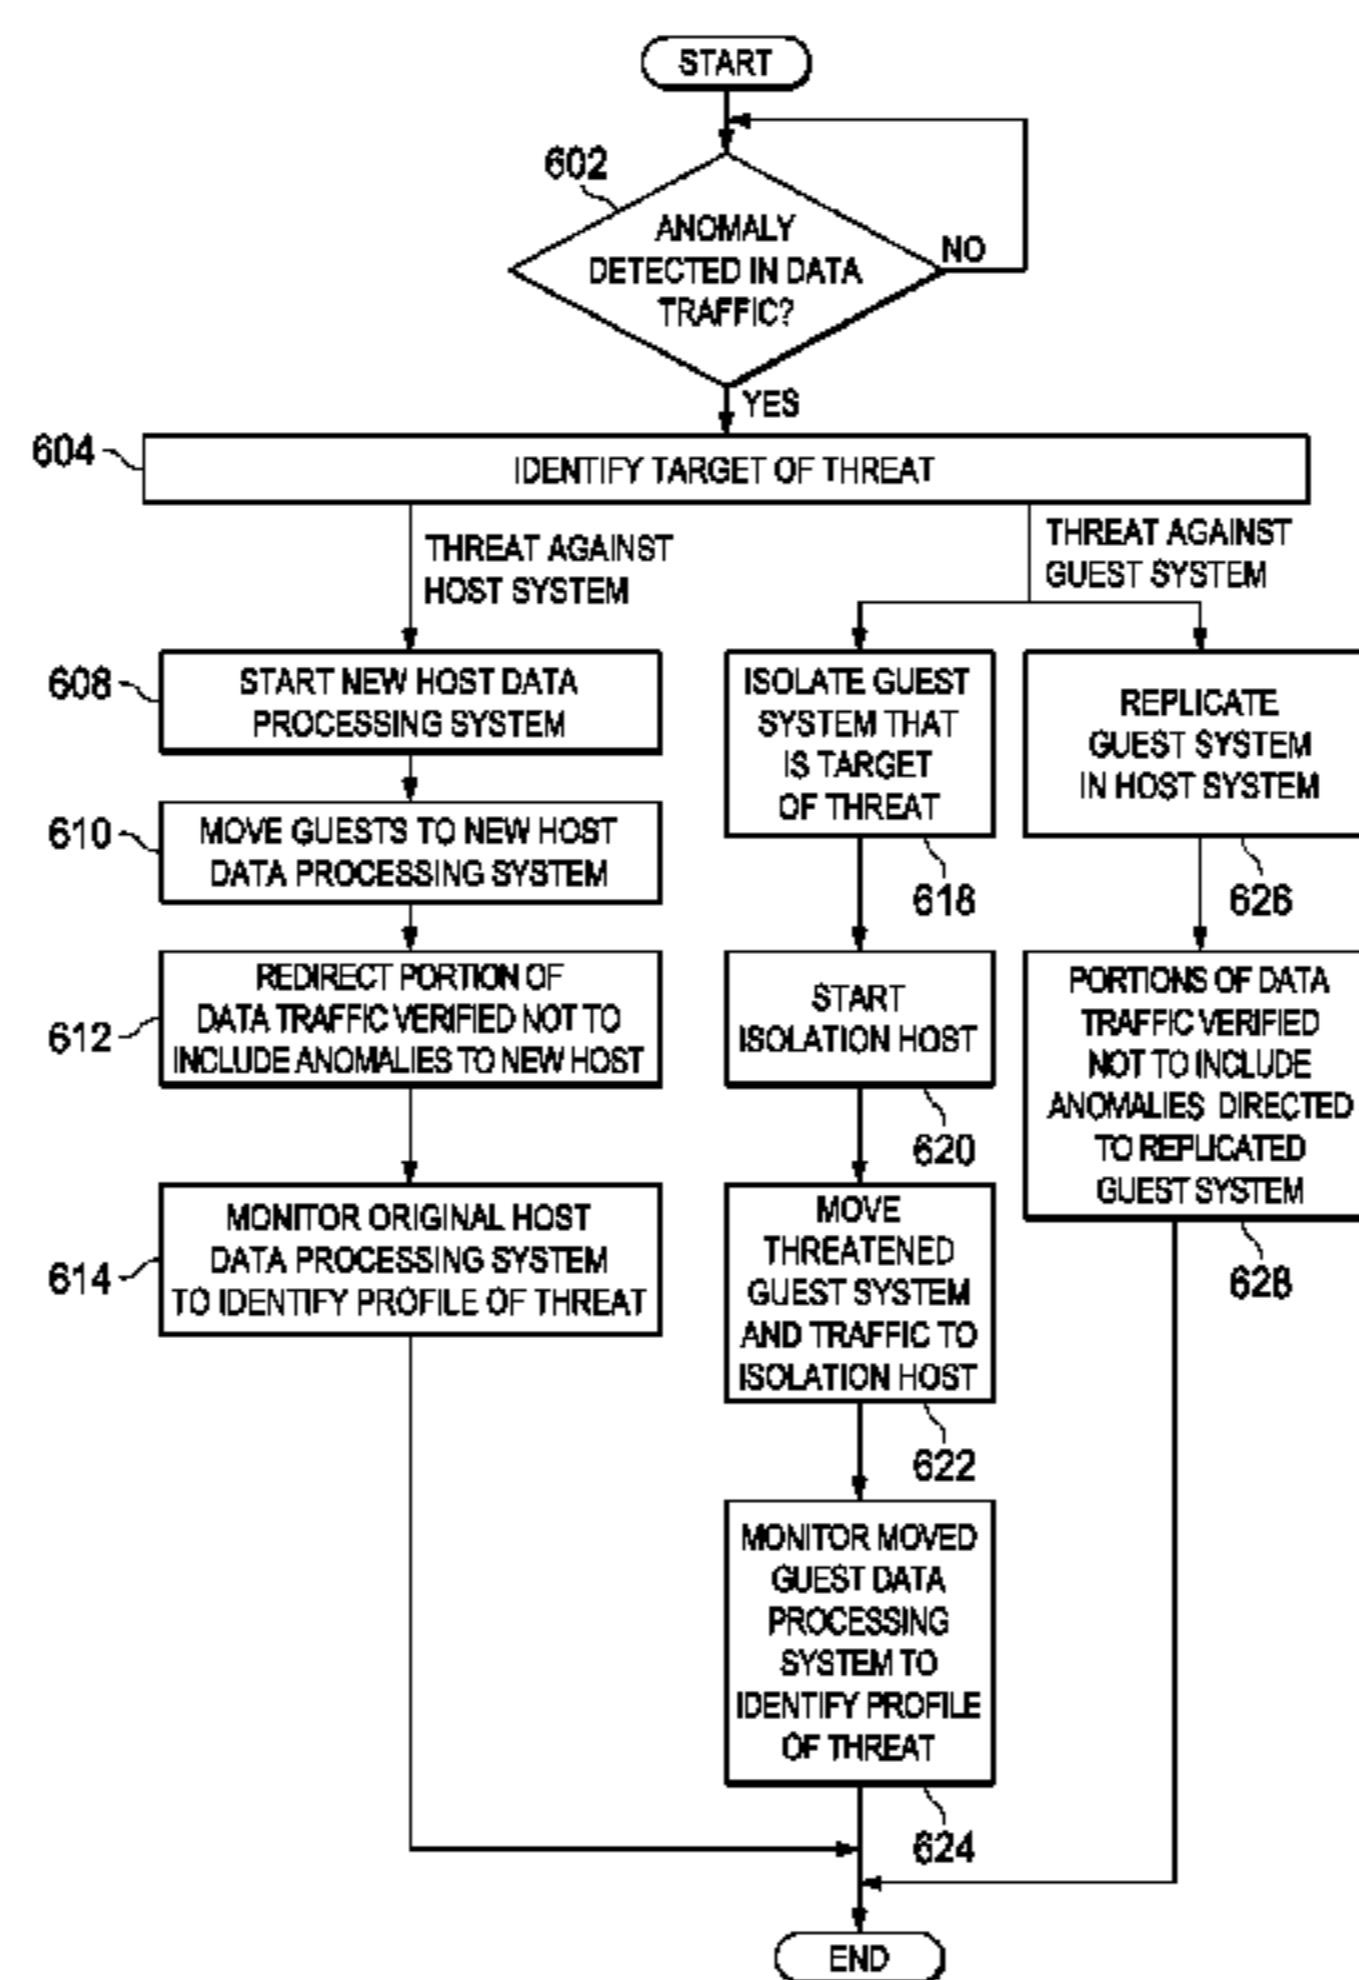 START
602
ANOMALY
DETECTED IN DATA
TRAFFIC?
NO
YES
604
IDENTIFY TARGET OF THREAT
THREAT AGAINST
HOST SYSTEM
THREAT AGAINST
GUEST SYSTEM
608
START NEW HOST DATA
PROCESSING SYSTEM
610
MOVE GUESTS TO NEW HOST
DATA PROCESSING SYSTEM
612
REDIRECT PORTION OF
DATA TRAFFIC VERIFIED NOT TO
INCLUDE ANOMALIES TO NEW HOST
614
MONITOR ORIGINAL HOST
DATA PROCESSING SYSTEM
TO IDENTIFY PROFILE OF THREAT
ISOLATE GUEST
SYSTEM THAT
IS TARGET
OF THREAT
618
START
ISOLATION HOST
620
MOVE
THREATENED
GUEST SYSTEM
AND TRAFFIC TO
ISOLATION HOST
622
MONITOR MOVED
GUEST DATA
PROCESSING
SYSTEM TO
IDENTIFY PROFILE
OF THREAT
624
REPLICATE
GUEST SYSTEM
IN HOST SYSTEM
626
PORTIONS OF DATA
TRAFFIC VERIFIED
NOT TO INCLUDE
ANOMALIES DIRECTED
TO REPLICATED
GUEST SYSTEM
628
END